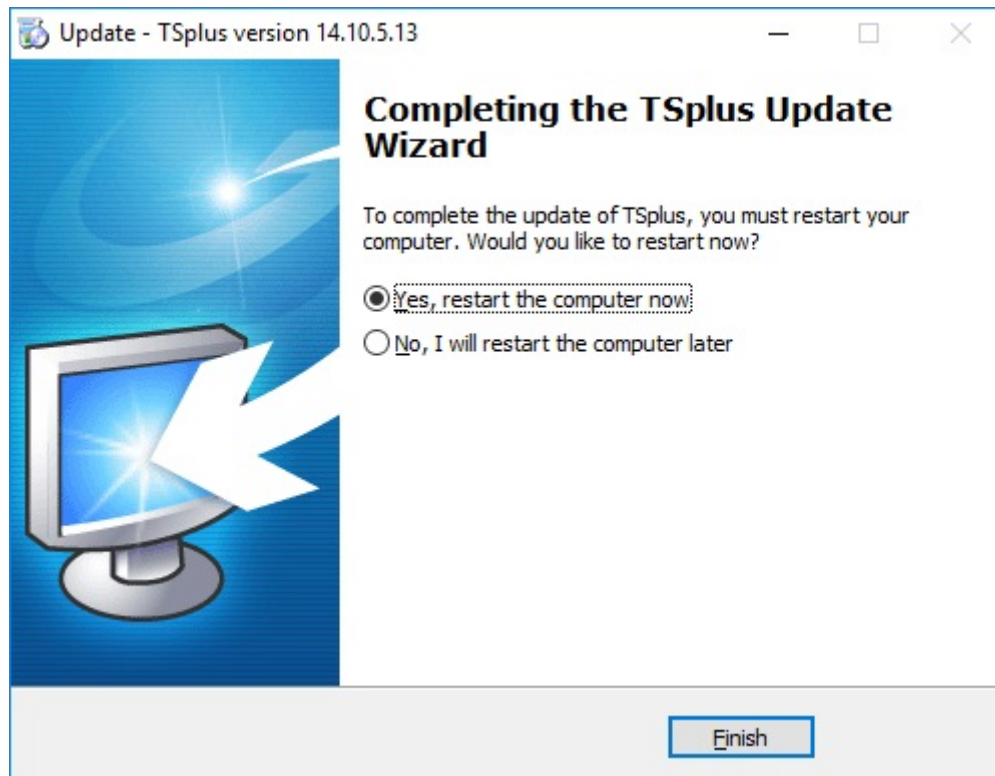 Update - TSplus version 14.10.5.13
Completing the TSplus Update
Wizard
To complete the update of TSplus, you must restart your
computer. Would you like to restart now?
Yes, restart the computer now
No, I will restart the computer later
Finish